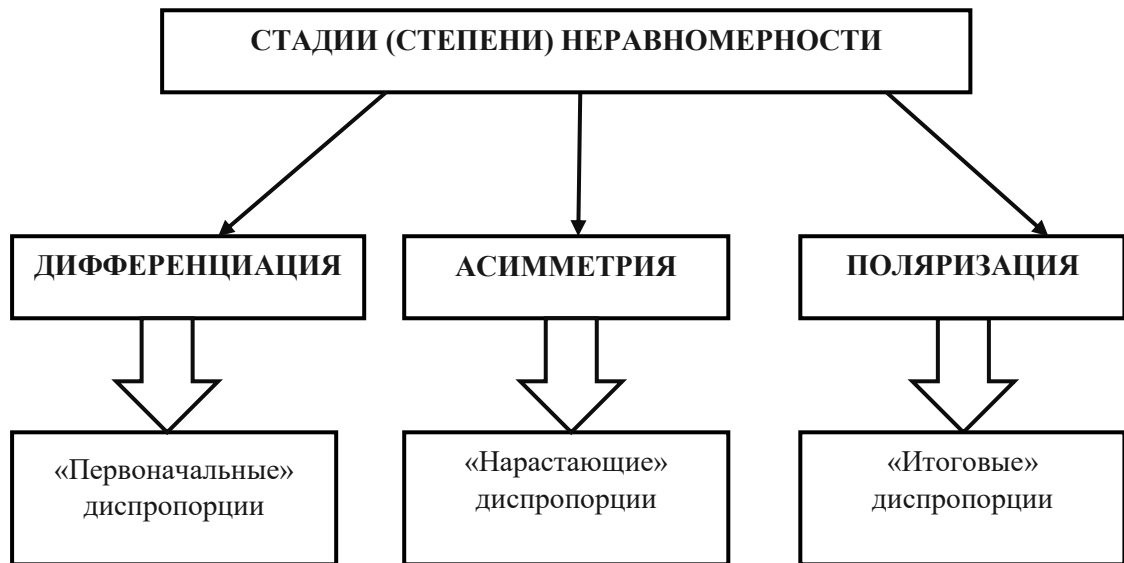 СТАДИИ (СТЕПЕНИ) НЕРАВНОМЕРНОСТИ
ДИФФЕРЕНЦИАЦИЯ
АСИММЕТРИЯ
ПОЛЯРИЗАЦИЯ
«Первоначальные»
диспропорции
«Нарастающие»
диспропорции
«Итоговые»
диспропорции